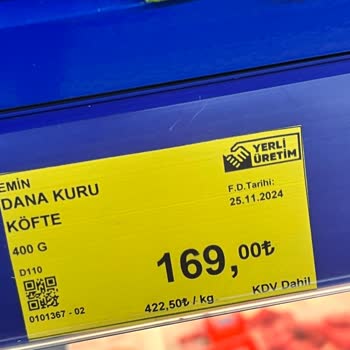 EMİN
DANA KURU
KÖFTE
400 G
D110
0101367 - 02
YERLİ
ÜRETİM
F.D.Tarihi:
25.11.2024
169,00₺
422,50₺ / kg.
KDV Dahil